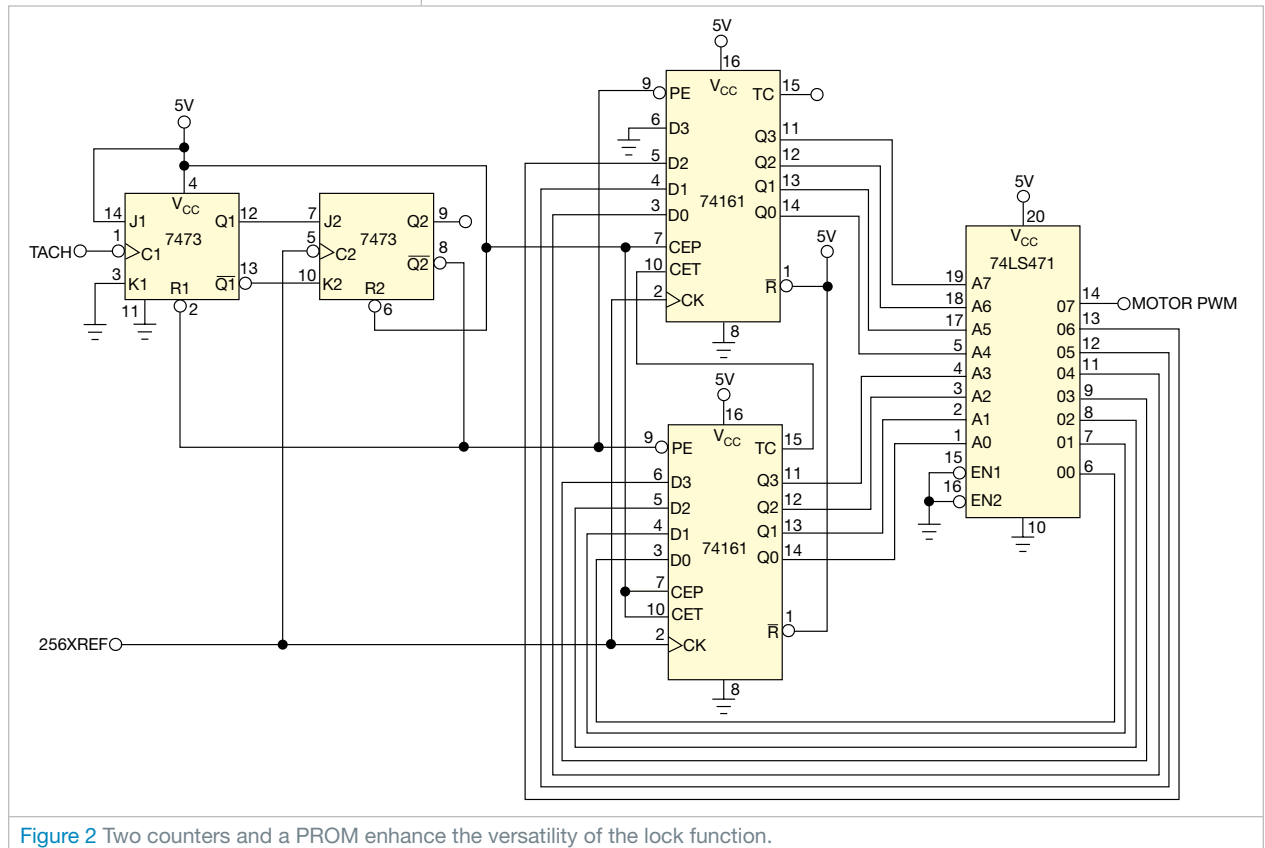 5V
16
9 PE
V_CC
TC 15
6 D3
Q3 11
5 D2
Q2 12
4 D1
Q1 13
3 D0
Q0 14
74161
7 CEP
10 CET
2 CK
R̅ 1
8
5V
5V
4
V_CC
14 J1
Q1 12
TACH
1 C1
7473
3 K1
Q̅1̅ 13
R1
11
2
7 J2
Q2 9
5 C2
7473
Q̅2̅ 8
10 K2
R2
6
5V
20
V_CC
74LS471
19 A7
18 A6
17 A5
5 A4
4 A3
3 A2
2 A1
1 A0
15 EN1
16 EN2
07 14
MOTOR PWM
06 13
05 12
04 11
03 9
02 8
01 7
00 6
10
5V
16
V_CC
9 PE
TC 15
6 D3
Q3 11
5 D2
Q2 12
4 D1
Q1 13
3 D0
Q0 14
74161
7 CEP
10 CET
2 CK
R̅ 1
8
256XREF
Figure 2 Two counters and a PROM enhance the versatility of the lock function.